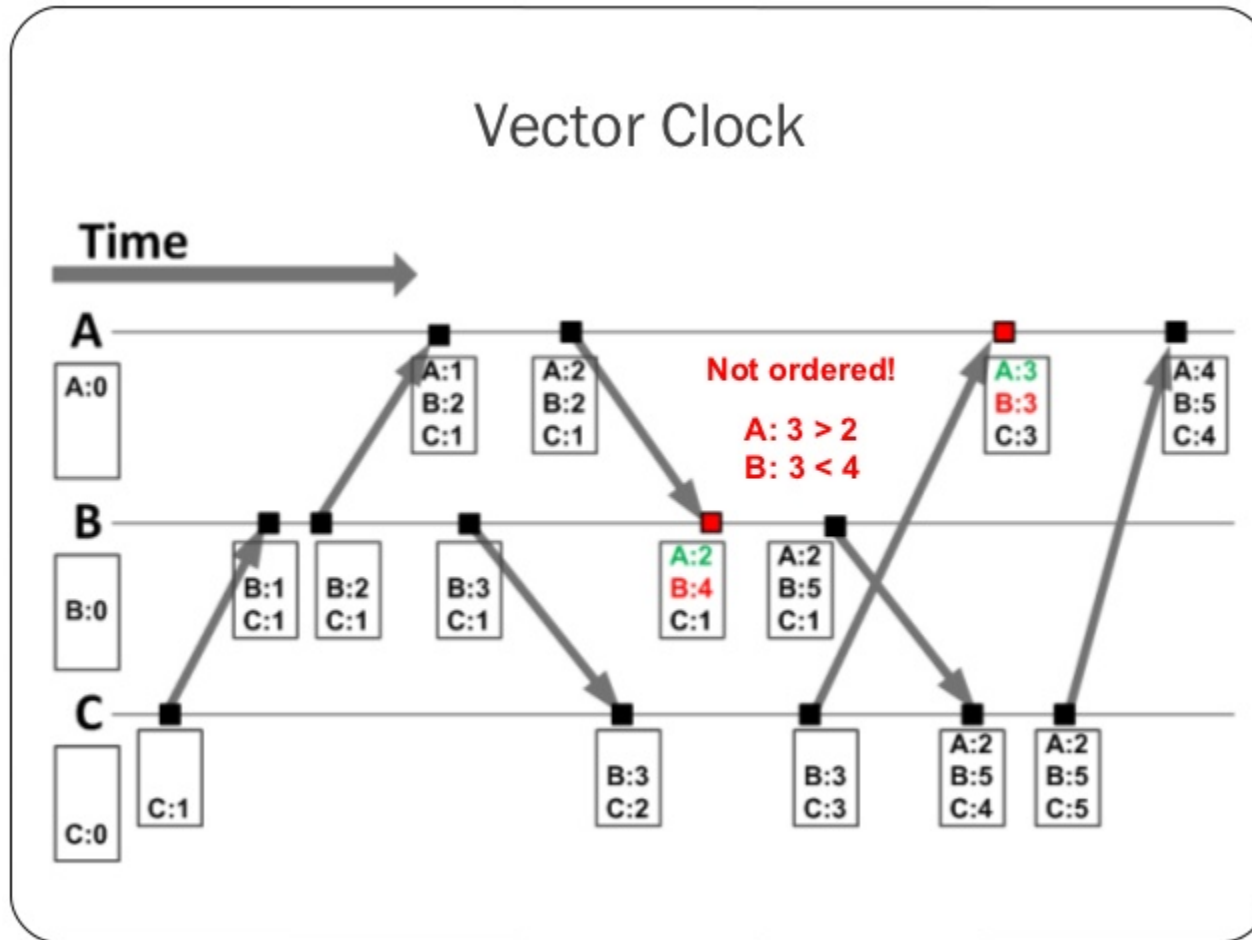 Vector Clock
Time
A
A:0
A:1
B:2
C:1
A:2
B:2
C:1
Not ordered!
A: 3 > 2
B: 3 < 4
A:3
B:3
C:3
A:4
B:5
C:4
B
B:0
B:1
C:1
B:2
C:1
B:3
C:1
A:2
B:4
C:1
A:2
B:5
C:1
C
C:0
C:1
B:3
C:2
B:3
C:3
A:2
B:5
C:4
A:2
B:5
C:5